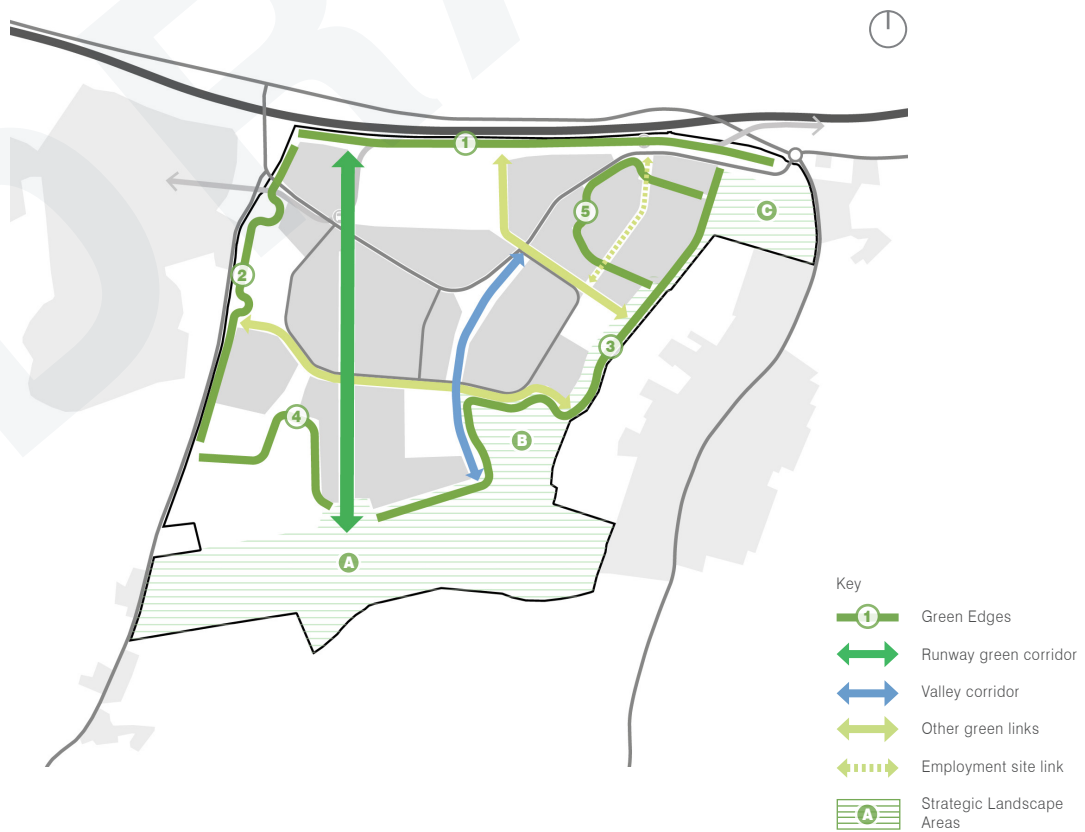 1
5
C
2
3
4
B
A
Key
1 Green Edges
Runway green corridor
Valley corridor
Other green links
Employment site link
A Strategic Landscape
Areas